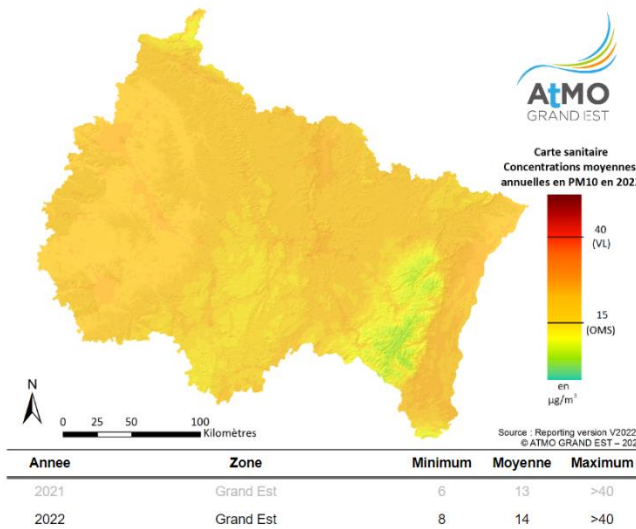 AtMO
GRAND EST
Carte sanitaire
Concentrations moyennes
annuelles en PM10 en 202
40
(VL)
15
(OMS)
en
µg/m³
N
0 25 50 100
Kilomètres
Source : Reporting version V2022
© ATMO GRAND EST – 202
Annee Zone Minimum Moyenne Maximum
2021 Grand Est 6 13 >40
2022 Grand Est 8 14 >40